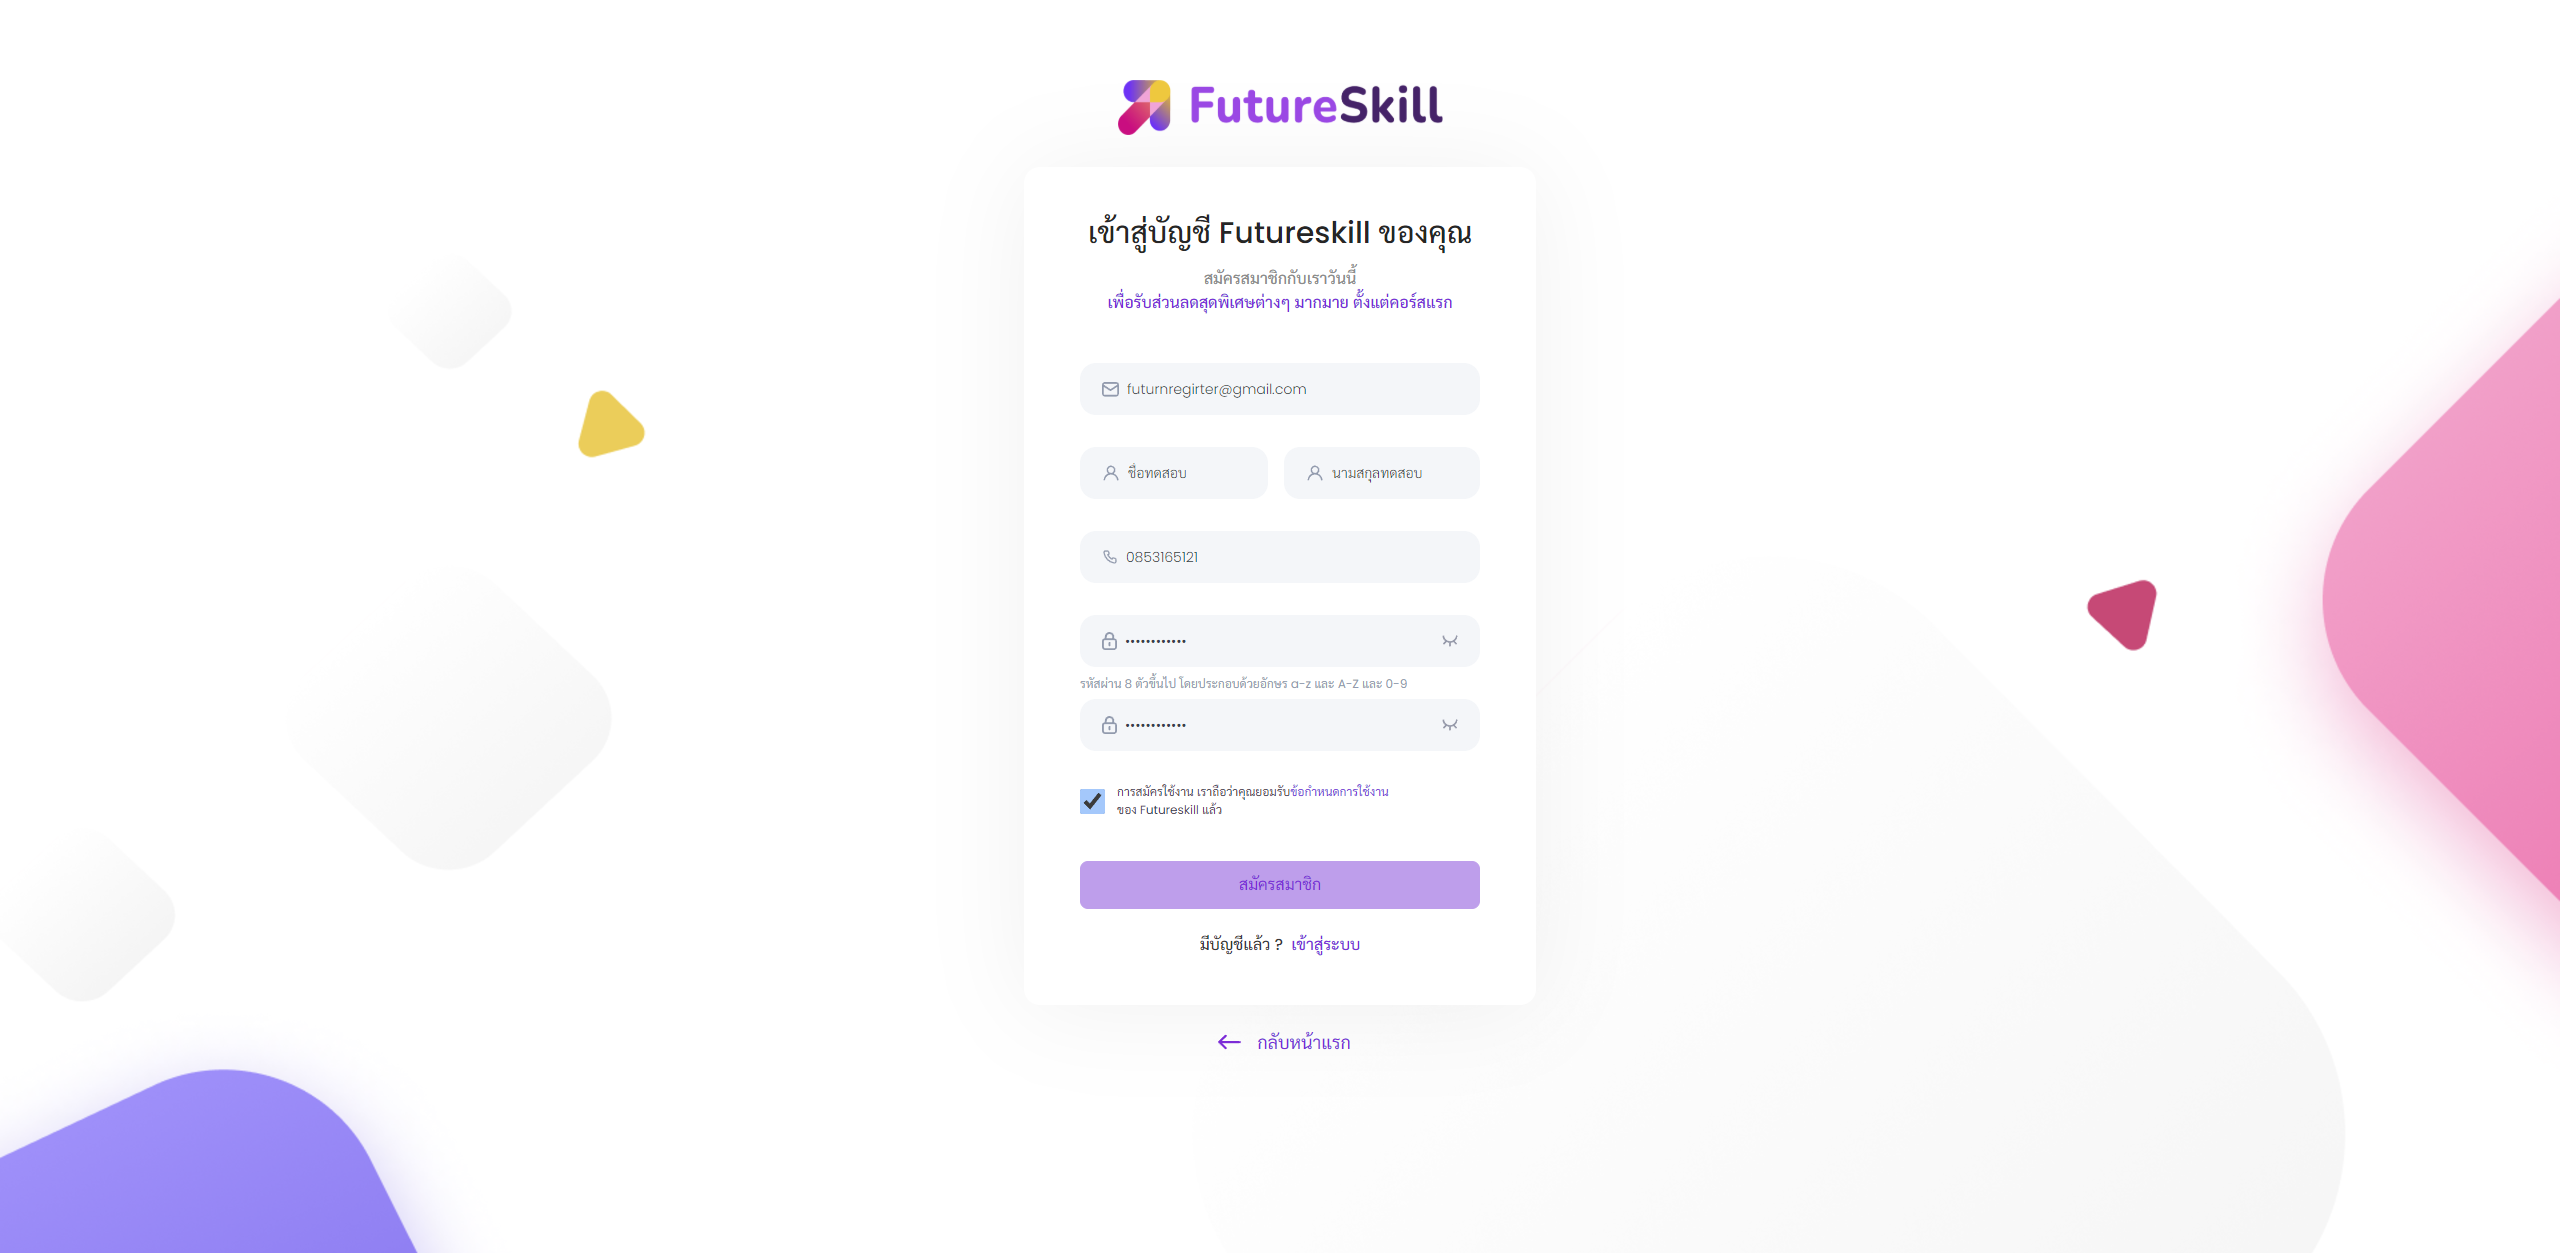 FutureSkill
เข้าสู่บัญชี Futureskill ของคุณ
สมัครสมาชิกกับเราวันนี้
เพื่อรับส่วนลดสุดพิเศษต่างๆ มากมาย ตั้งแต่คอร์สแรก
futurnregirter@gmail.com
ชื่อทดสอบ
นามสกุลทดสอบ
0853165121
••••••••••••
รหัสผ่าน 8 ตัวขึ้นไป โดยประกอบด้วยอักษร a-z และ A-Z และ 0-9
••••••••••••
การสมัครใช้งาน เราถือว่าคุณยอมรับข้อกำหนดการใช้งาน
ของ Futureskill แล้ว
สมัครสมาชิก
มีบัญชีแล้ว ? เข้าสู่ระบบ
กลับหน้าแรก